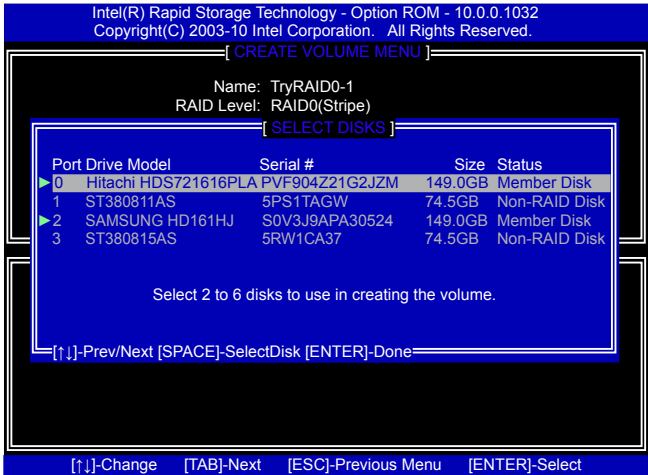 Intel(R) Rapid Storage Technology - Option ROM - 10.0.0.1032
Copyright(C) 2003-10 Intel Corporation. All Rights Reserved.
[ CREATE VOLUME MENU ]
Name: TryRAID0-1
RAID Level: RAID0(Stripe)
[ SELECT DISKS ]
Port Drive Model Serial # Size Status
0 Hitachi HDS721616PLA PVF904Z21G2JZM 149.0GB Member Disk
1 ST380811AS 5PS1TAGW 74.5GB Non-RAID Disk
2 SAMSUNG HD161HJ S0V3J9APA30524 149.0GB Member Disk
3 ST380815AS 5RW1CA37 74.5GB Non-RAID Disk
Select 2 to 6 disks to use in creating the volume.
[↑↓]-Prev/Next [SPACE]-SelectDisk [ENTER]-Done
[↑↓]-Change [TAB]-Next [ESC]-Previous Menu [ENTER]-Select